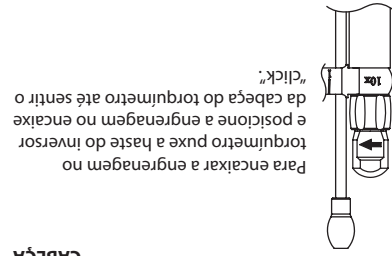 CABEÇA
Para encaixar a engrenagem no
torquímetro puxe a haste do inversor
e posicione a engrenagem no encaixe
da cabeça do torquímetro até sentir o
"click".
10x